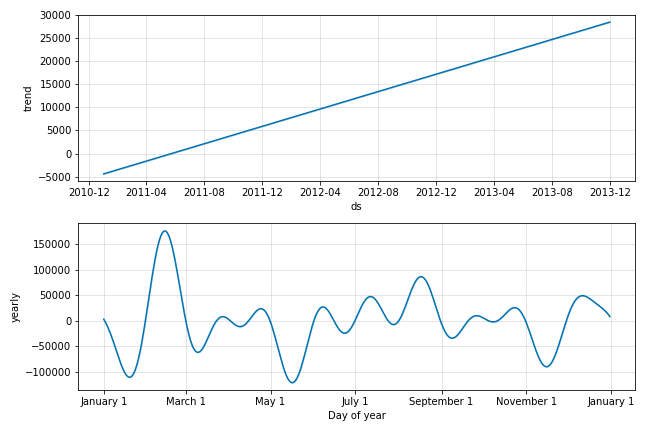 30000
25000
20000
15000
10000
5000
0
−5000
trend
2010-12 2011-04 2011-08 2011-12 2012-04 2012-08 2012-12 2013-04 2013-08 2013-12
ds
150000
100000
50000
0
−50000
−100000
yearly
January 1 March 1 May 1 July 1 September 1 November 1 January 1
Day of year